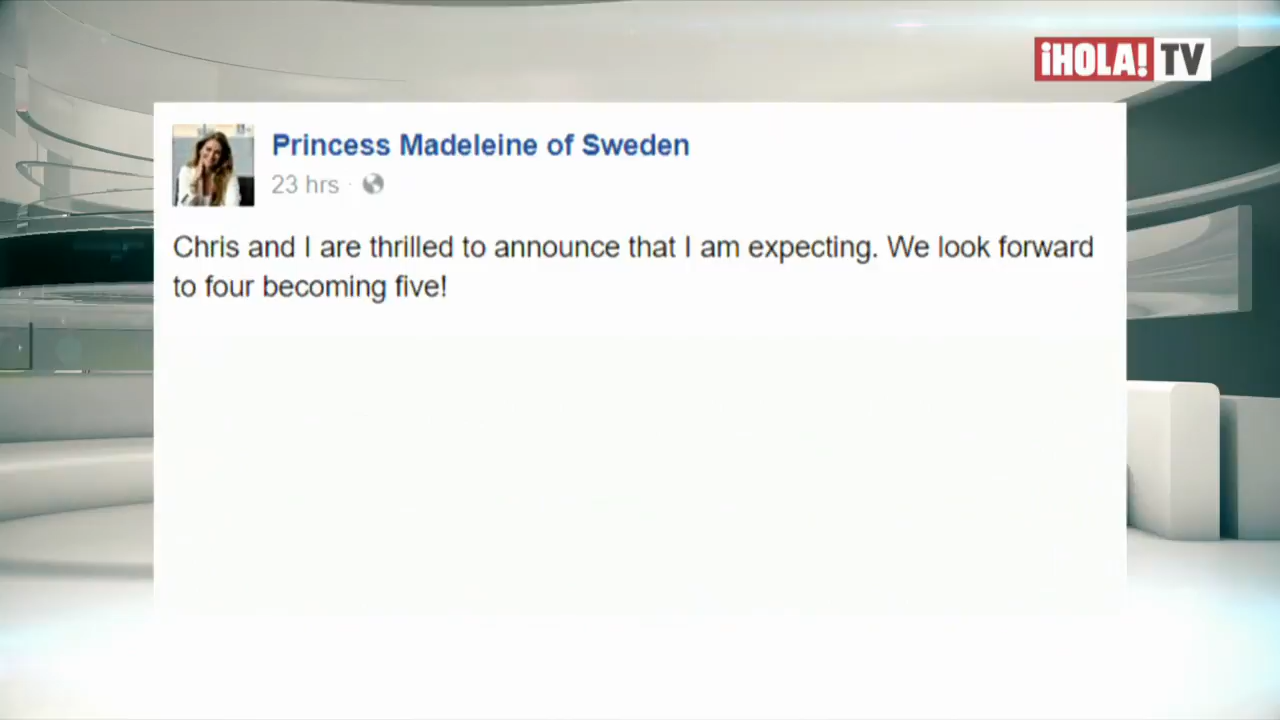 ¡HOLA! TV
Princess Madeleine of Sweden
23 hrs ·
Chris and I are thrilled to announce that I am expecting. We look forward
to four becoming five!